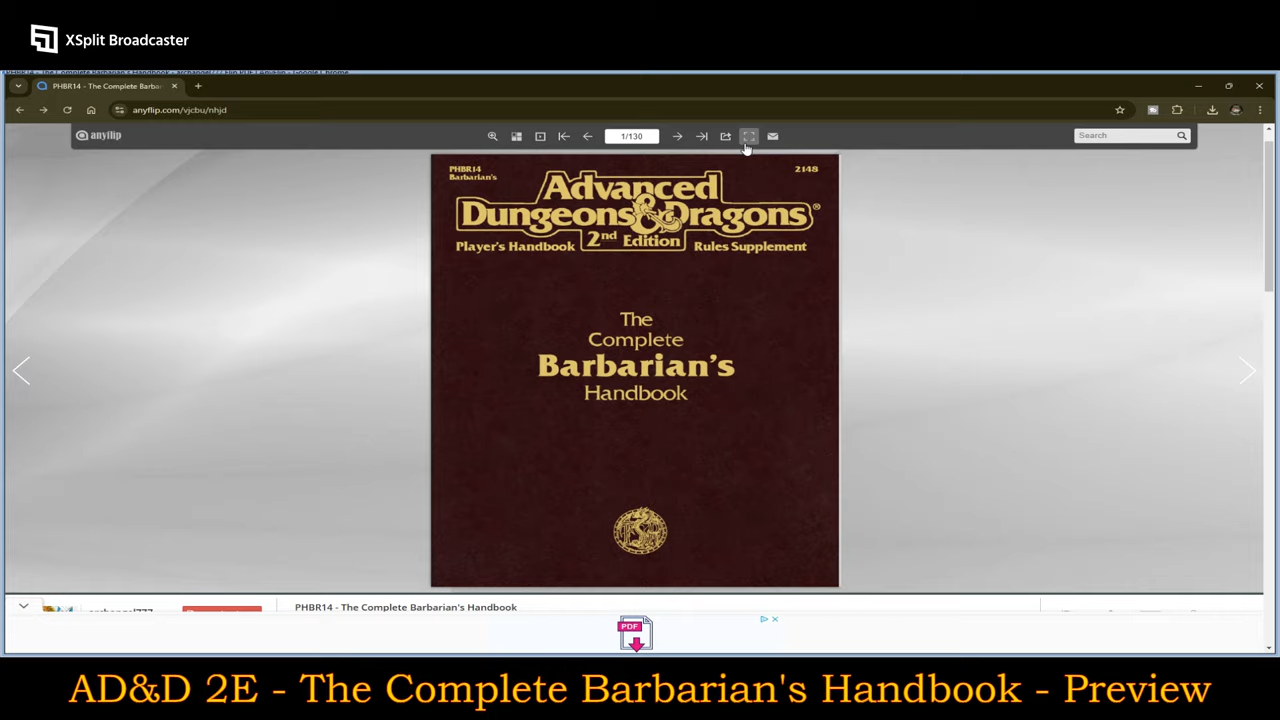 XSplit Broadcaster
PHBR14 - The Complete Barba
anyflip.com/vjcbu/nhjd
anyflip
1/130
Search
PHBR14
Barbarian's
2148
Advanced
Dungeons & Dragons®
2nd Edition
Player's Handbook
Rules Supplement
The
Complete
Barbarian's
Handbook
PHBR14 - The Complete Barbarian's Handbook
PDF
AD&D 2E - The Complete Barbarian's Handbook - Preview